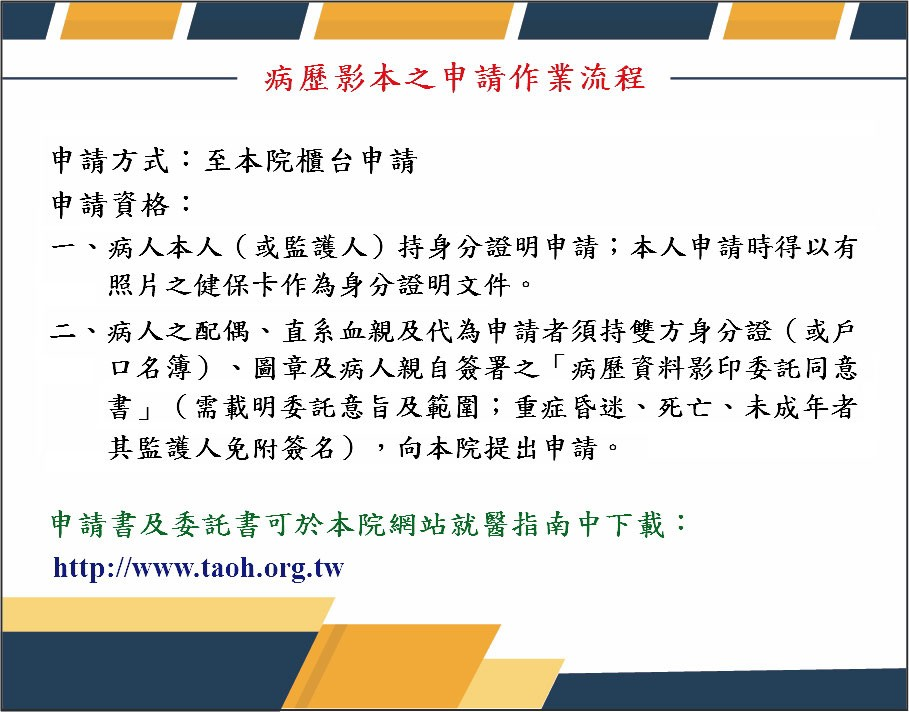 病歷影本之申請作業流程
申請方式：至本院櫃台申請
申請資格：
一、病人本人（或監護人）持身分證明申請；本人申請時得以有
照片之健保卡作為身分證明文件。
二、病人之配偶、直系血親及代為申請者須持雙方身分證（或戶
口名簿）、圖章及病人親自簽署之「病歷資料影印委託同意
書」（需載明委託意旨及範圍；重症昏迷、死亡、未成年者
其監護人免附簽名），向本院提出申請。
申請書及委託書可於本院網站就醫指南中下載：
http://www.taoh.org.tw